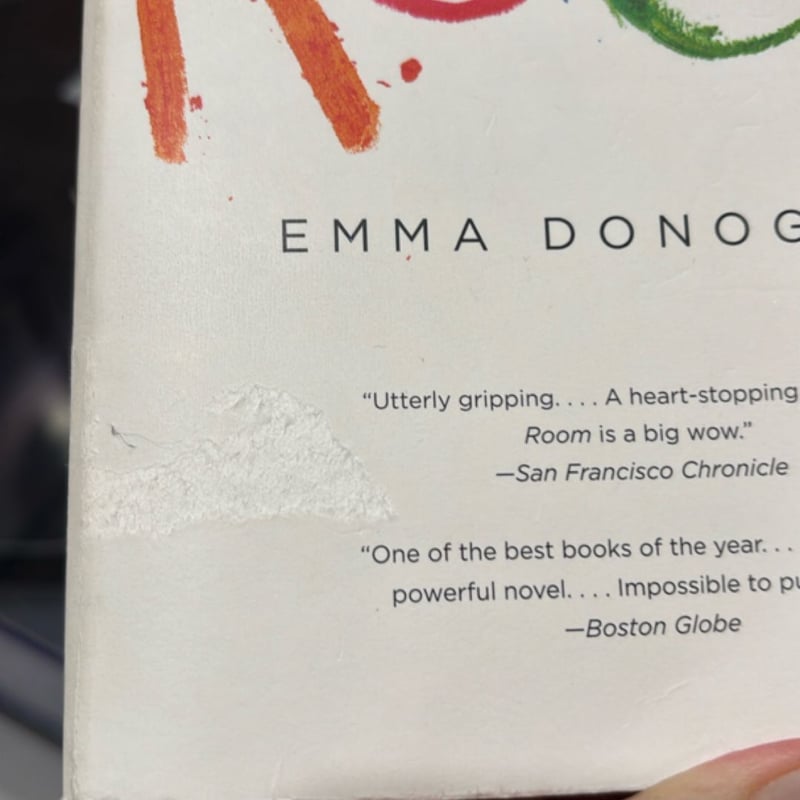 EMMA DONOG
“Utterly gripping. . . . A heart-stopping
Room is a big wow.”
—San Francisco Chronicle
“One of the best books of the year. . .
powerful novel. . . . Impossible to pu
—Boston Globe